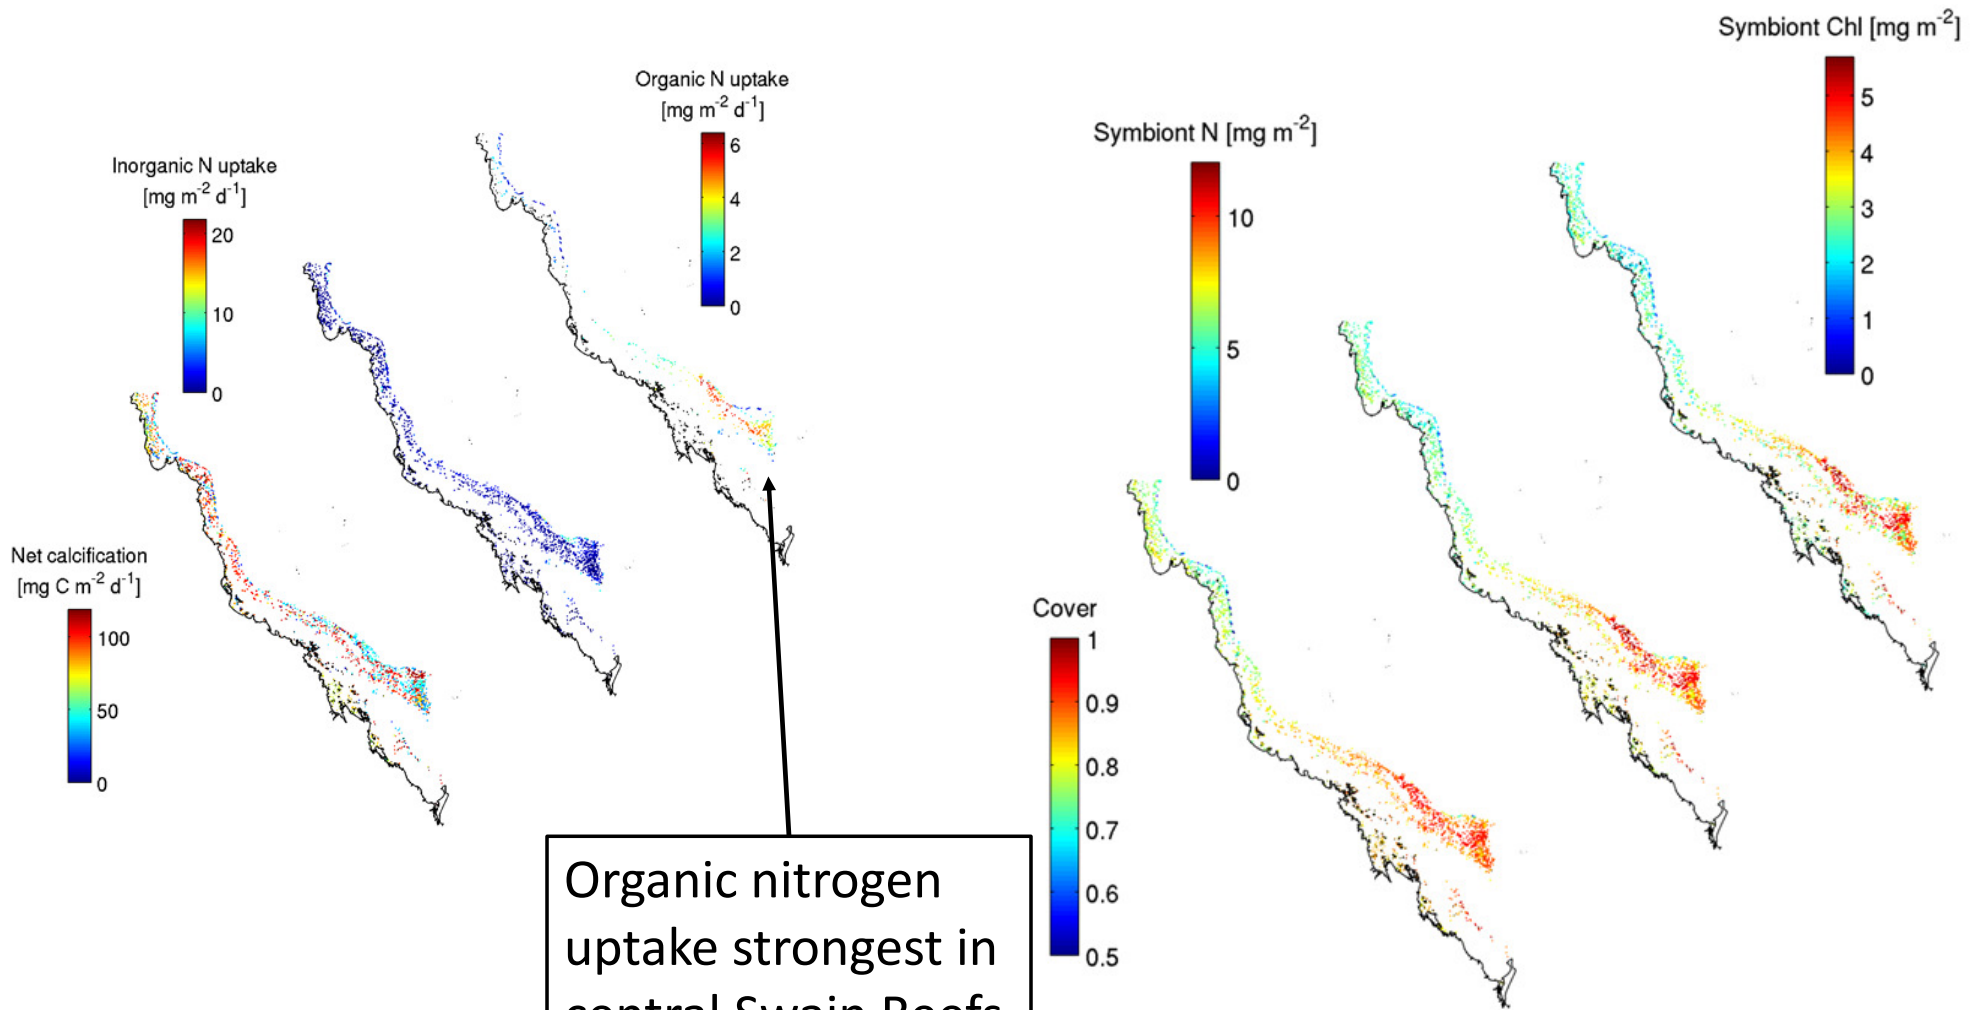 Symbiont Chl [mg m-2]
5
4
3
2
1
0
Organic N uptake
[mg m-2 d-1]
6
4
2
0
Symbiont N [mg m-2]
10
5
0
Inorganic N uptake
[mg m-2 d-1]
20
10
0
Net calcification
[mg C m-2 d-1]
100
50
0
Cover
1
0.9
0.8
0.7
0.6
0.5
Organic nitrogen
uptake strongest in
central Swain Reefs